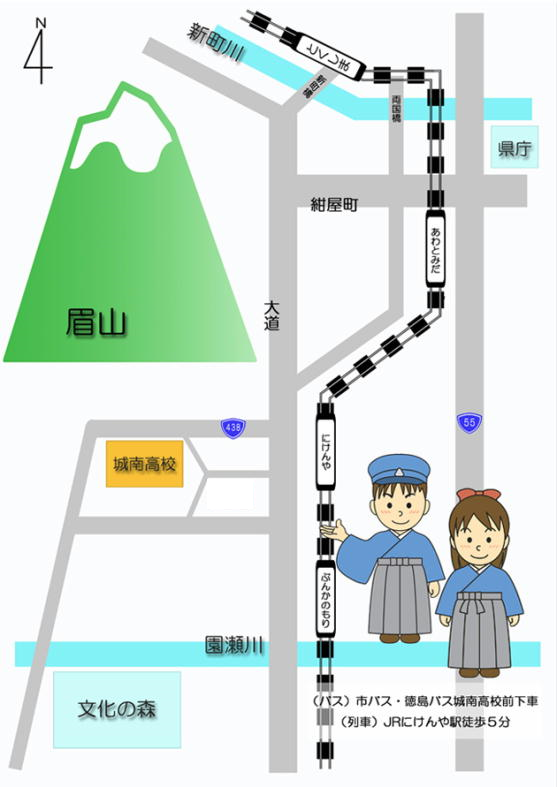 N
4
新町川
とくしま
新町橋
両国橋
県庁
紺屋町
あわとみだ
眉山
大道
438
55
城南高校
にけんや
ぶんかのもり
園瀬川
文化の森
（バス）市バス・徳島バス城南高校前下車
（列車）JRにけんや駅徒歩５分